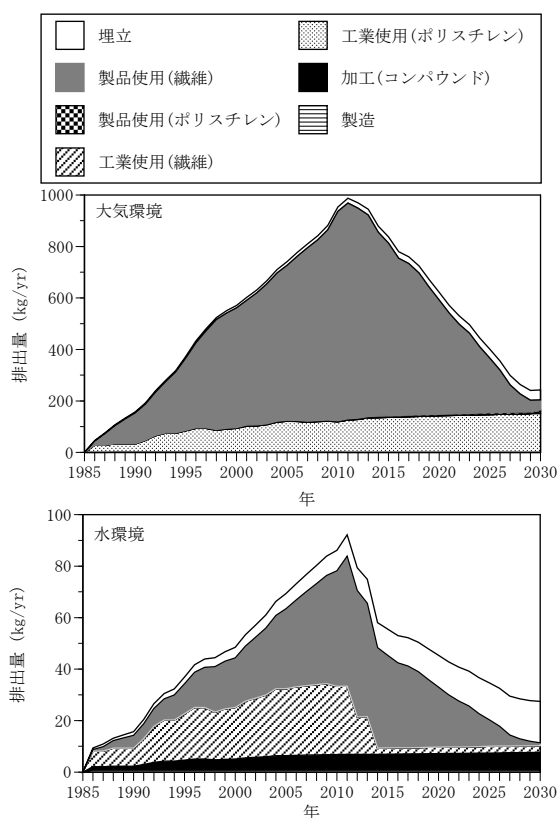 埋立
工業使用(ポリスチレン)
製品使用(繊維)
加工(コンパウンド)
製品使用(ポリスチレン)
製造
工業使用(繊維)
大気環境
排出量 (kg/yr)
1000
800
600
400
200
0
1985 1990 1995 2000 2005 2010 2015 2020 2025 2030
年
水環境
排出量 (kg/yr)
100
80
60
40
20
0
1985 1990 1995 2000 2005 2010 2015 2020 2025 2030
年